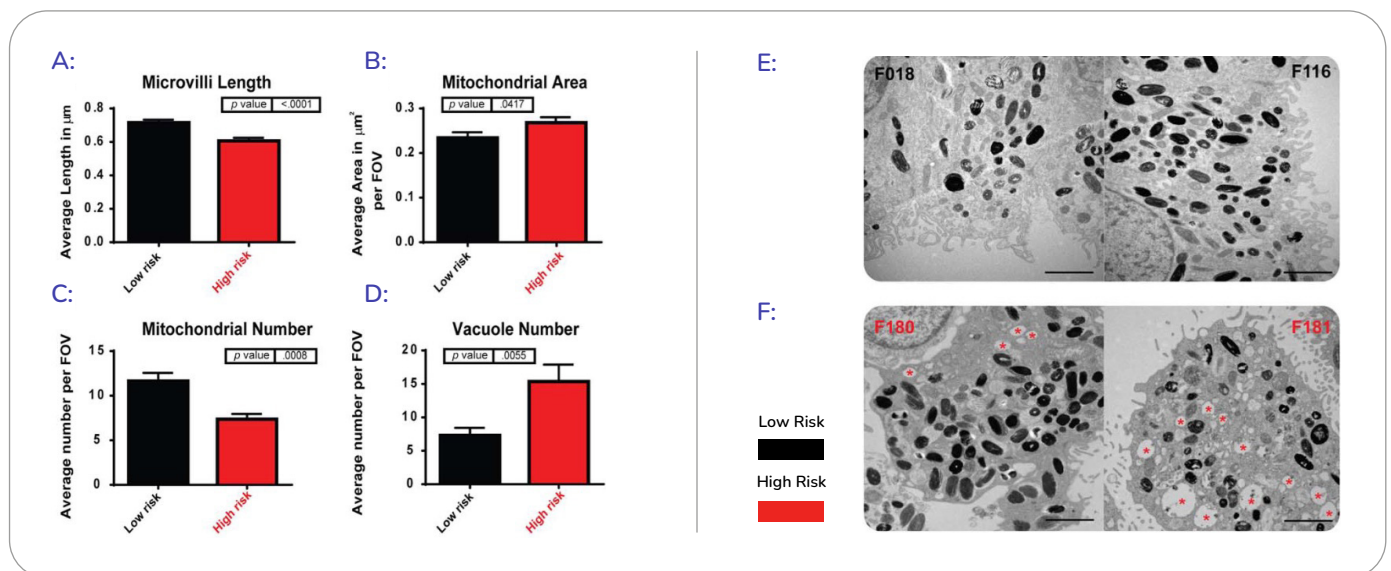 A:
Microvilli Length
p value <.0001
Average Length in μm
0.8
0.6
0.4
0.2
0.0
Low risk
High risk
B:
Mitochondrial Area
p value .0417
Average Area in μm²
per FOV
0.3
0.2
0.1
0.0
Low risk
High risk
C:
Mitochondrial Number
p value .0008
Average number per FOV
15
10
5
0
Low risk
High risk
D:
Vacuole Number
p value .0055
Average number per FOV
20
15
10
5
0
Low risk
High risk
Low Risk
High Risk
E:
F018
F116
F:
F180
F181
* * * *
* * * * * * * * * * * *